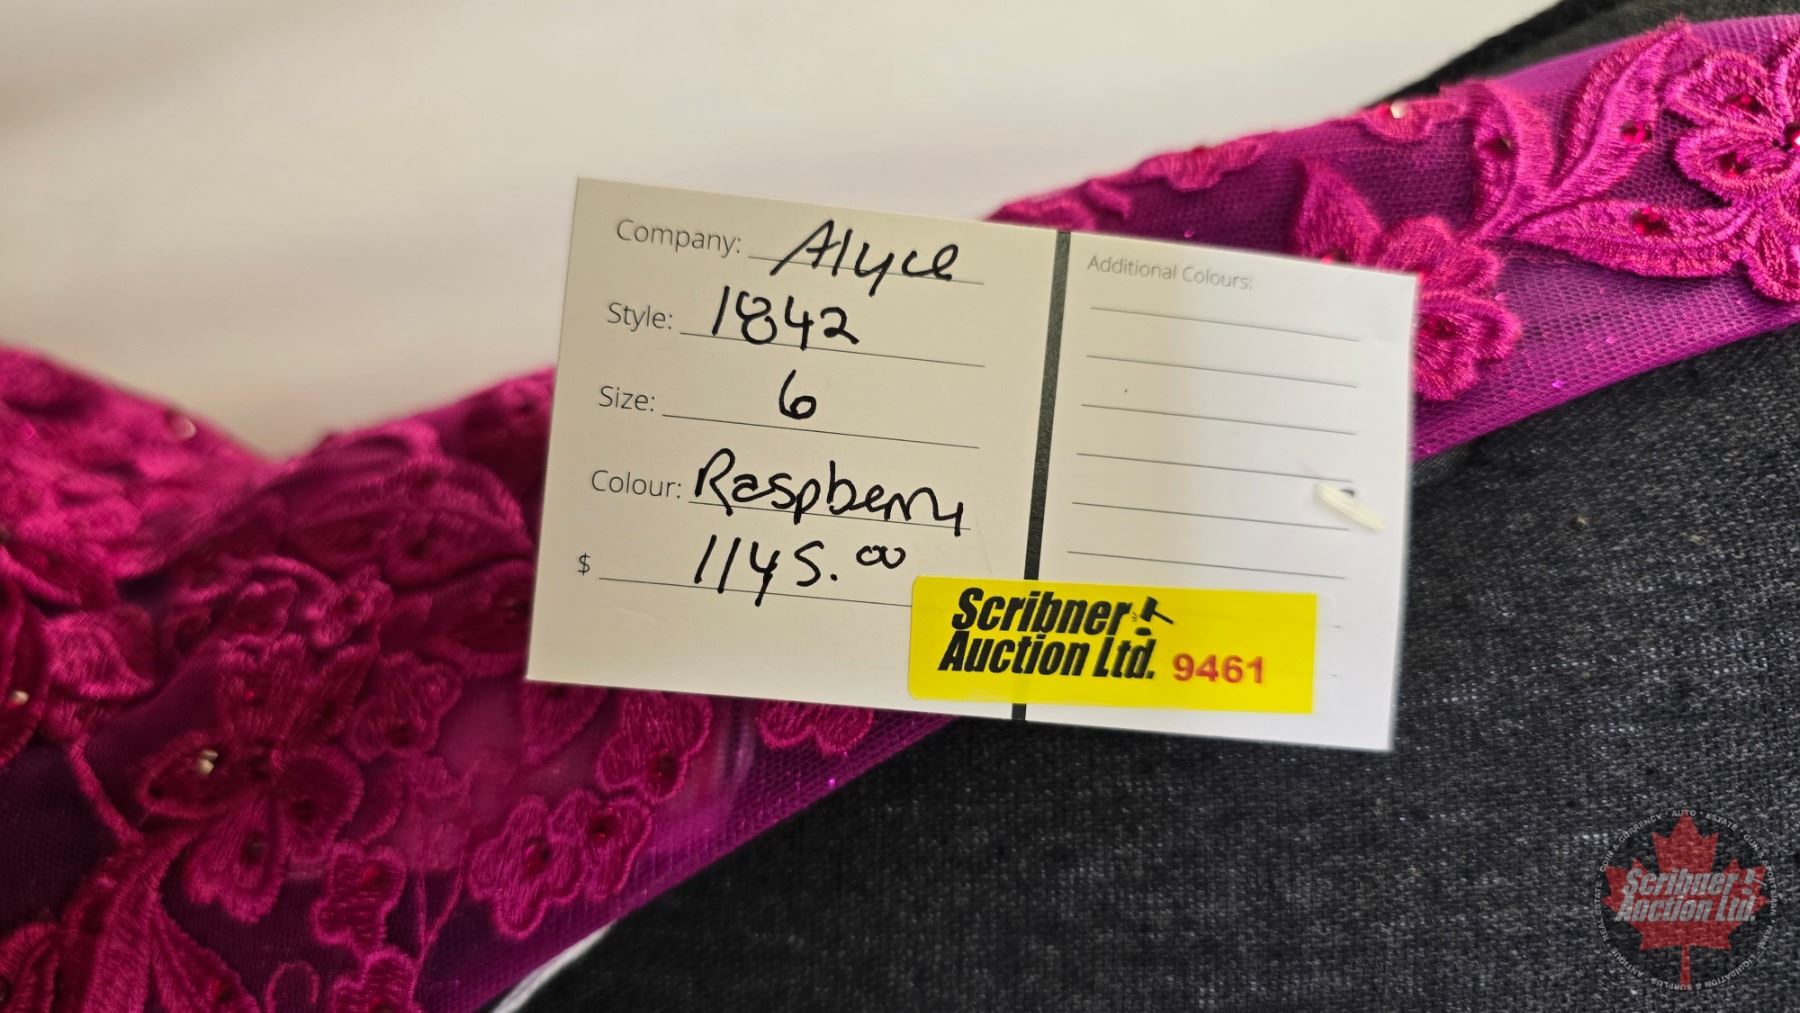 Company: Alyce
Style: 1842
Size: 6
Colour: Raspberry
$ 1145.00
Additional Colours:
Scribner
Auction Ltd. 9461
Scribner
Auction Ltd.